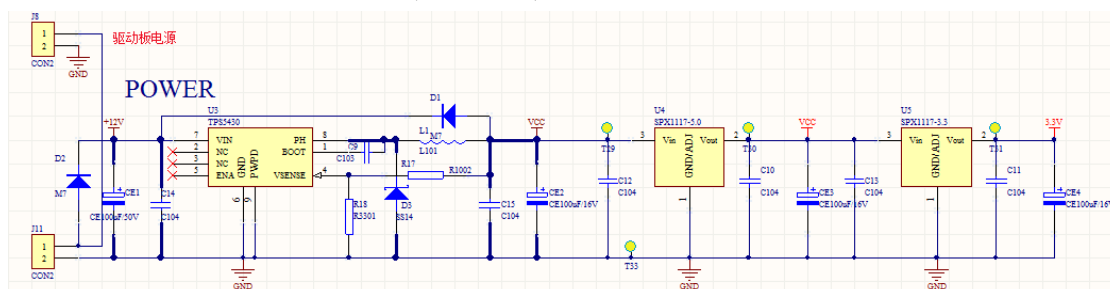 J8
1
2
CON2
GND
驱动板电源
POWER
+12V
U3
TPS5430
7
VIN
2
NC
3
NC
5
ENA
GND
PWPD
6
9
PH
8
BOOT
1
VSENSE
4
D2
M7
CE1
CE100uF/50V
C14
C104
J11
1
2
CON2
GND
D1
M7
L1
L101
C9
C103
R17
R1002
R18
R3301
D3
SS14
C15
C104
VCC
CE2
CE100uF/16V
T29
C12
C104
T33
U4
SPX1117-5.0
3
Vin
Vout
2
GND/ADJ
1
GND
T30
C10
C104
VCC
CE3
CE100uF/16V
C13
C104
U5
SPX1117-3.3
3
Vin
Vout
2
GND/ADJ
1
GND
T31
C11
C104
3.3V
CE4
CE100uF/16V